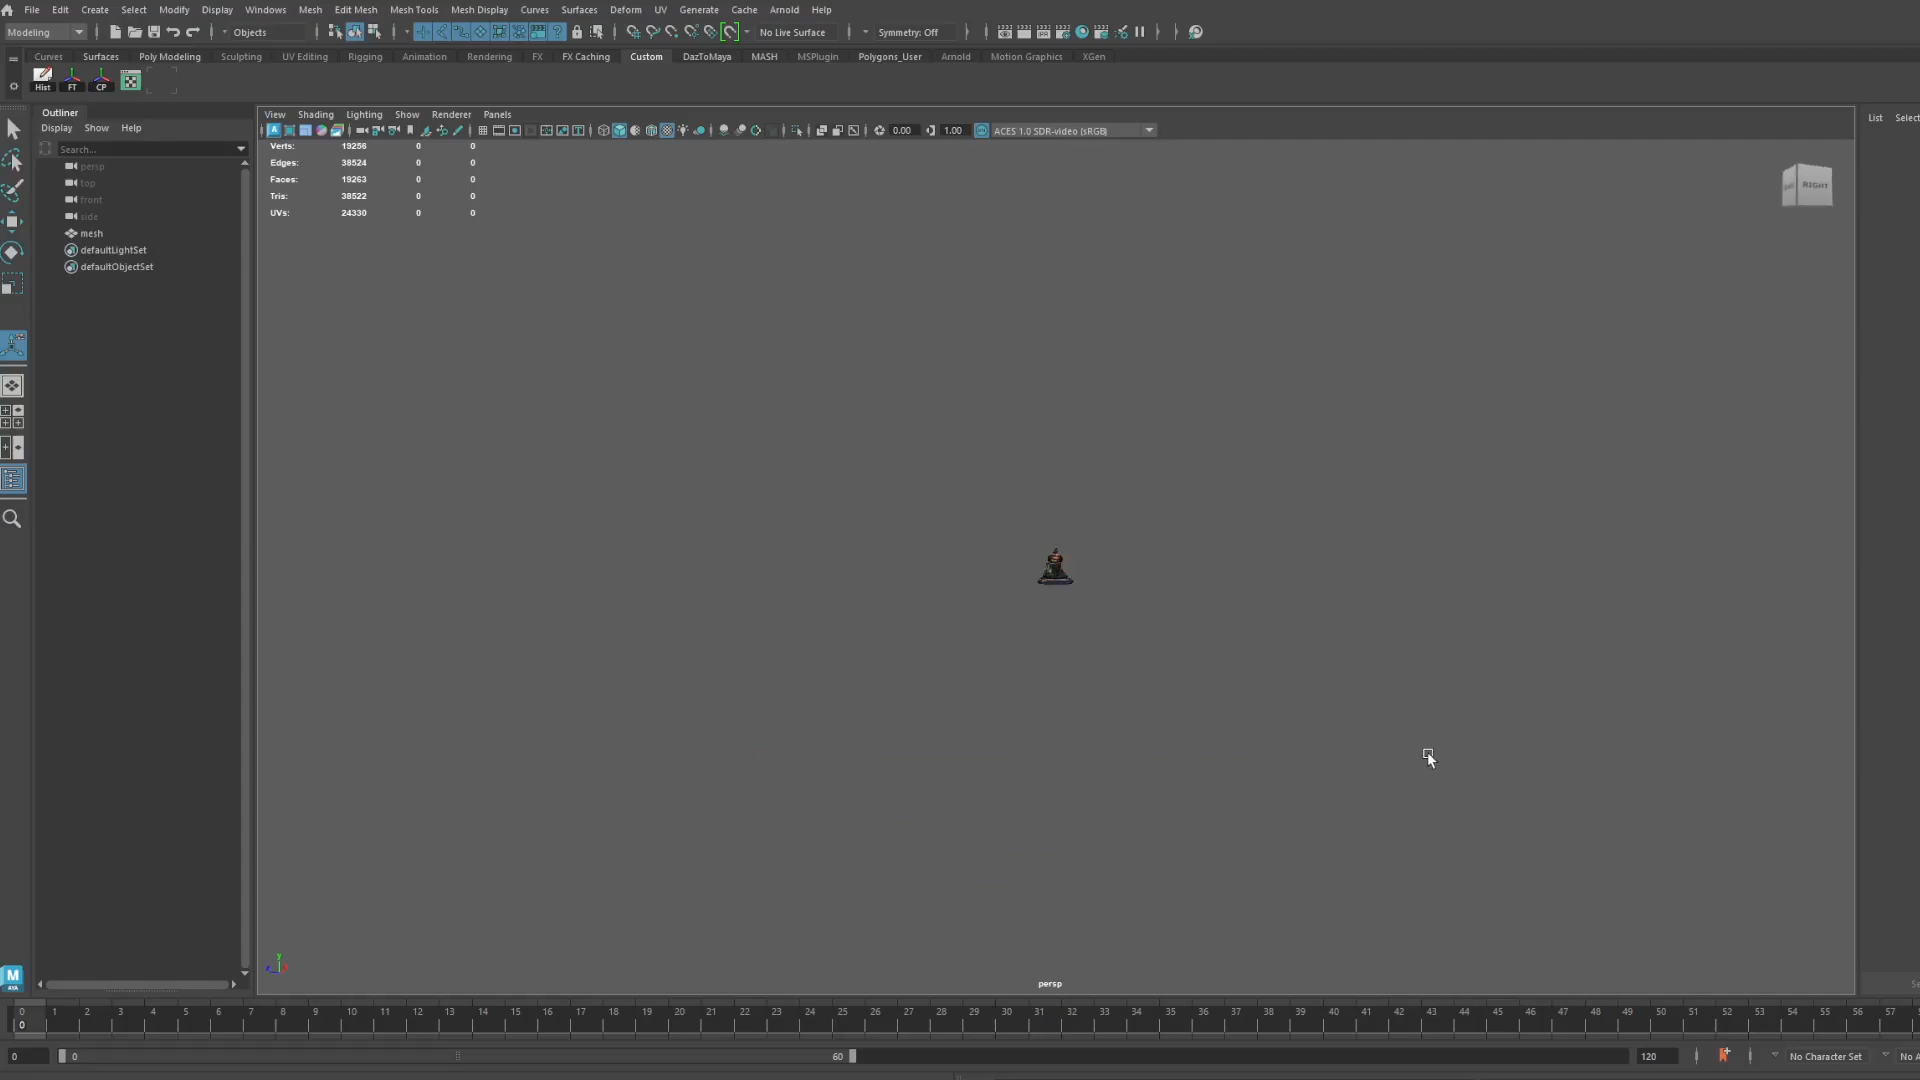 File Edit Create Select Modify Display Windows Mesh Edit Mesh Mesh Tools Mesh Display Curves Surfaces Deform UV Generate Cache Arnold Help
Modeling Objects No Live Surface Symmetry: Off
Curves Surfaces Poly Modeling Sculpting UV Editing Rigging Animation Rendering FX FX Caching Custom DazToMaya MASH MSPlugin Polygons_User Arnold Motion Graphics XGen
Hist FT CP
Outliner
Display Show Help
Search...
persp
top
front
side
mesh
defaultLightSet
defaultObjectSet
View Shading Lighting Show Renderer Panels
0.00 1.00 ACES 1.0 SDR-video (sRGB)
Verts: 19256 0 0
Edges: 38524 0 0
Faces: 19263 0 0
Tris: 38522 0 0
UVs: 24330 0 0
RIGHT
List Select
y
persp
M
0 1 2 3 4 5 6 7 8 9 10 11 12 13 14 15 16 17 18 19 20 21 22 23 24 25 26 27 28 29 30 31 32 33 34 35 36 37 38 39 40 41 42 43 44 45 46 47 48 49 50 51 52 53 54 55 56 57
0
0 0 60 120 No Character Set No A